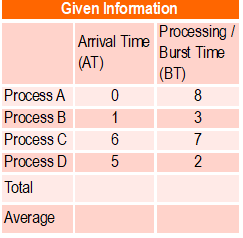 Given Information
Arrival Time (AT) Processing / Burst Time (BT)
Process A 0 8
Process B 1 3
Process C 6 7
Process D 5 2
Total
Average